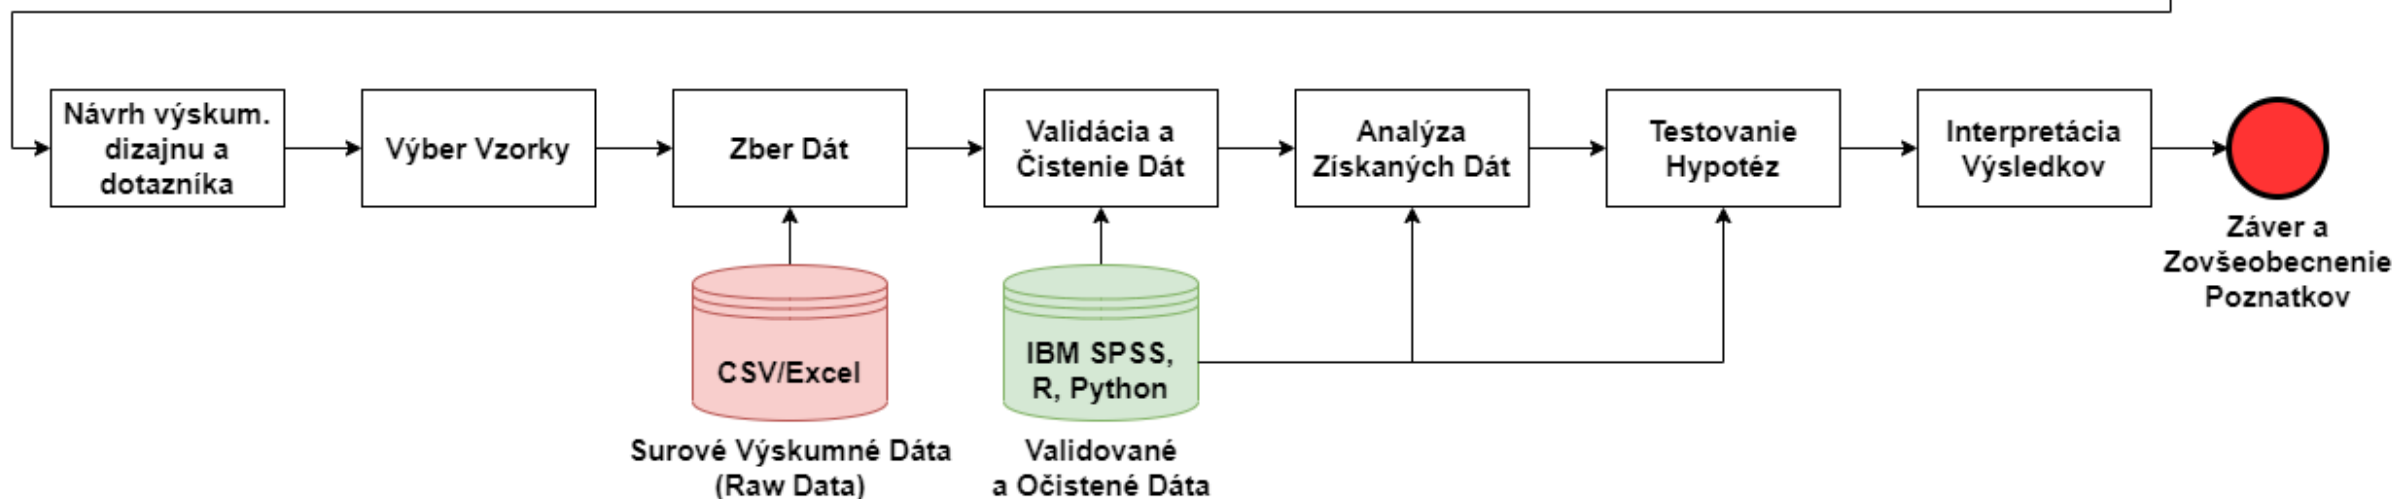 Návrh výskum.
dizajnu a
dotazníka
Výber Vzorky
Zber Dát
Validácia a
Čistenie Dát
Analýza
Získaných Dát
Testovanie
Hypotéz
Interpretácia
Výsledkov
Záver a
Zovšeobecnenie
Poznatkov
CSV/Excel
Surové Výskumné Dáta
(Raw Data)
IBM SPSS,
R, Python
Validované
a Očistené Dáta